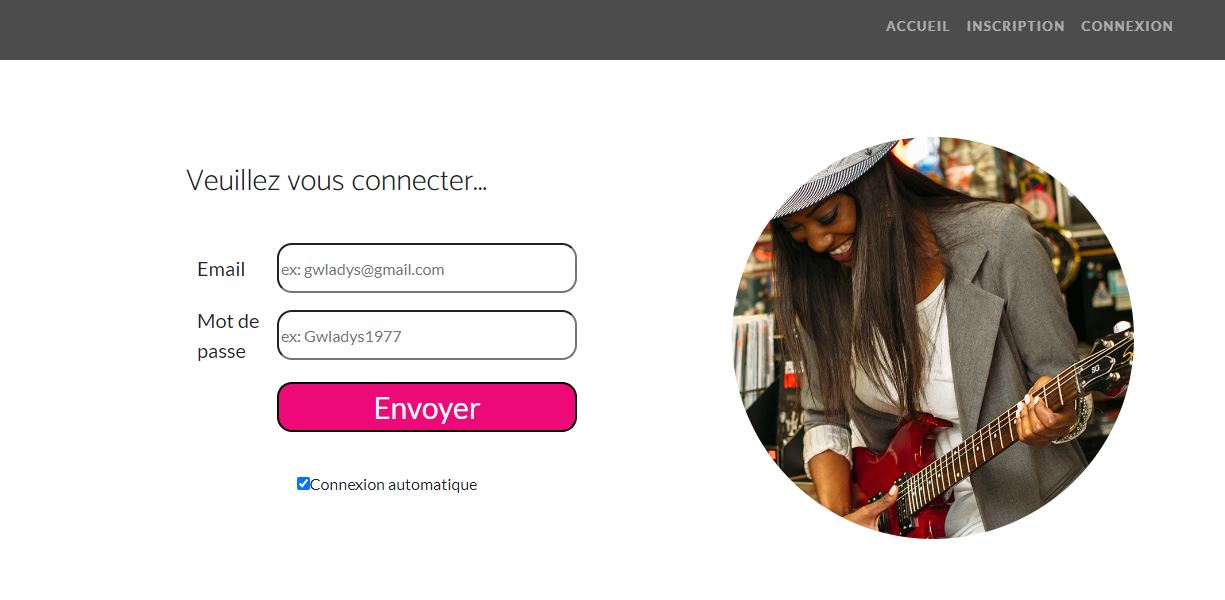 ACCUEIL INSCRIPTION CONNEXION
Veuillez vous connecter...
Email
ex: gwladys@gmail.com
Mot de
passe
ex: Gwladys1977
Envoyer
Connexion automatique
SG